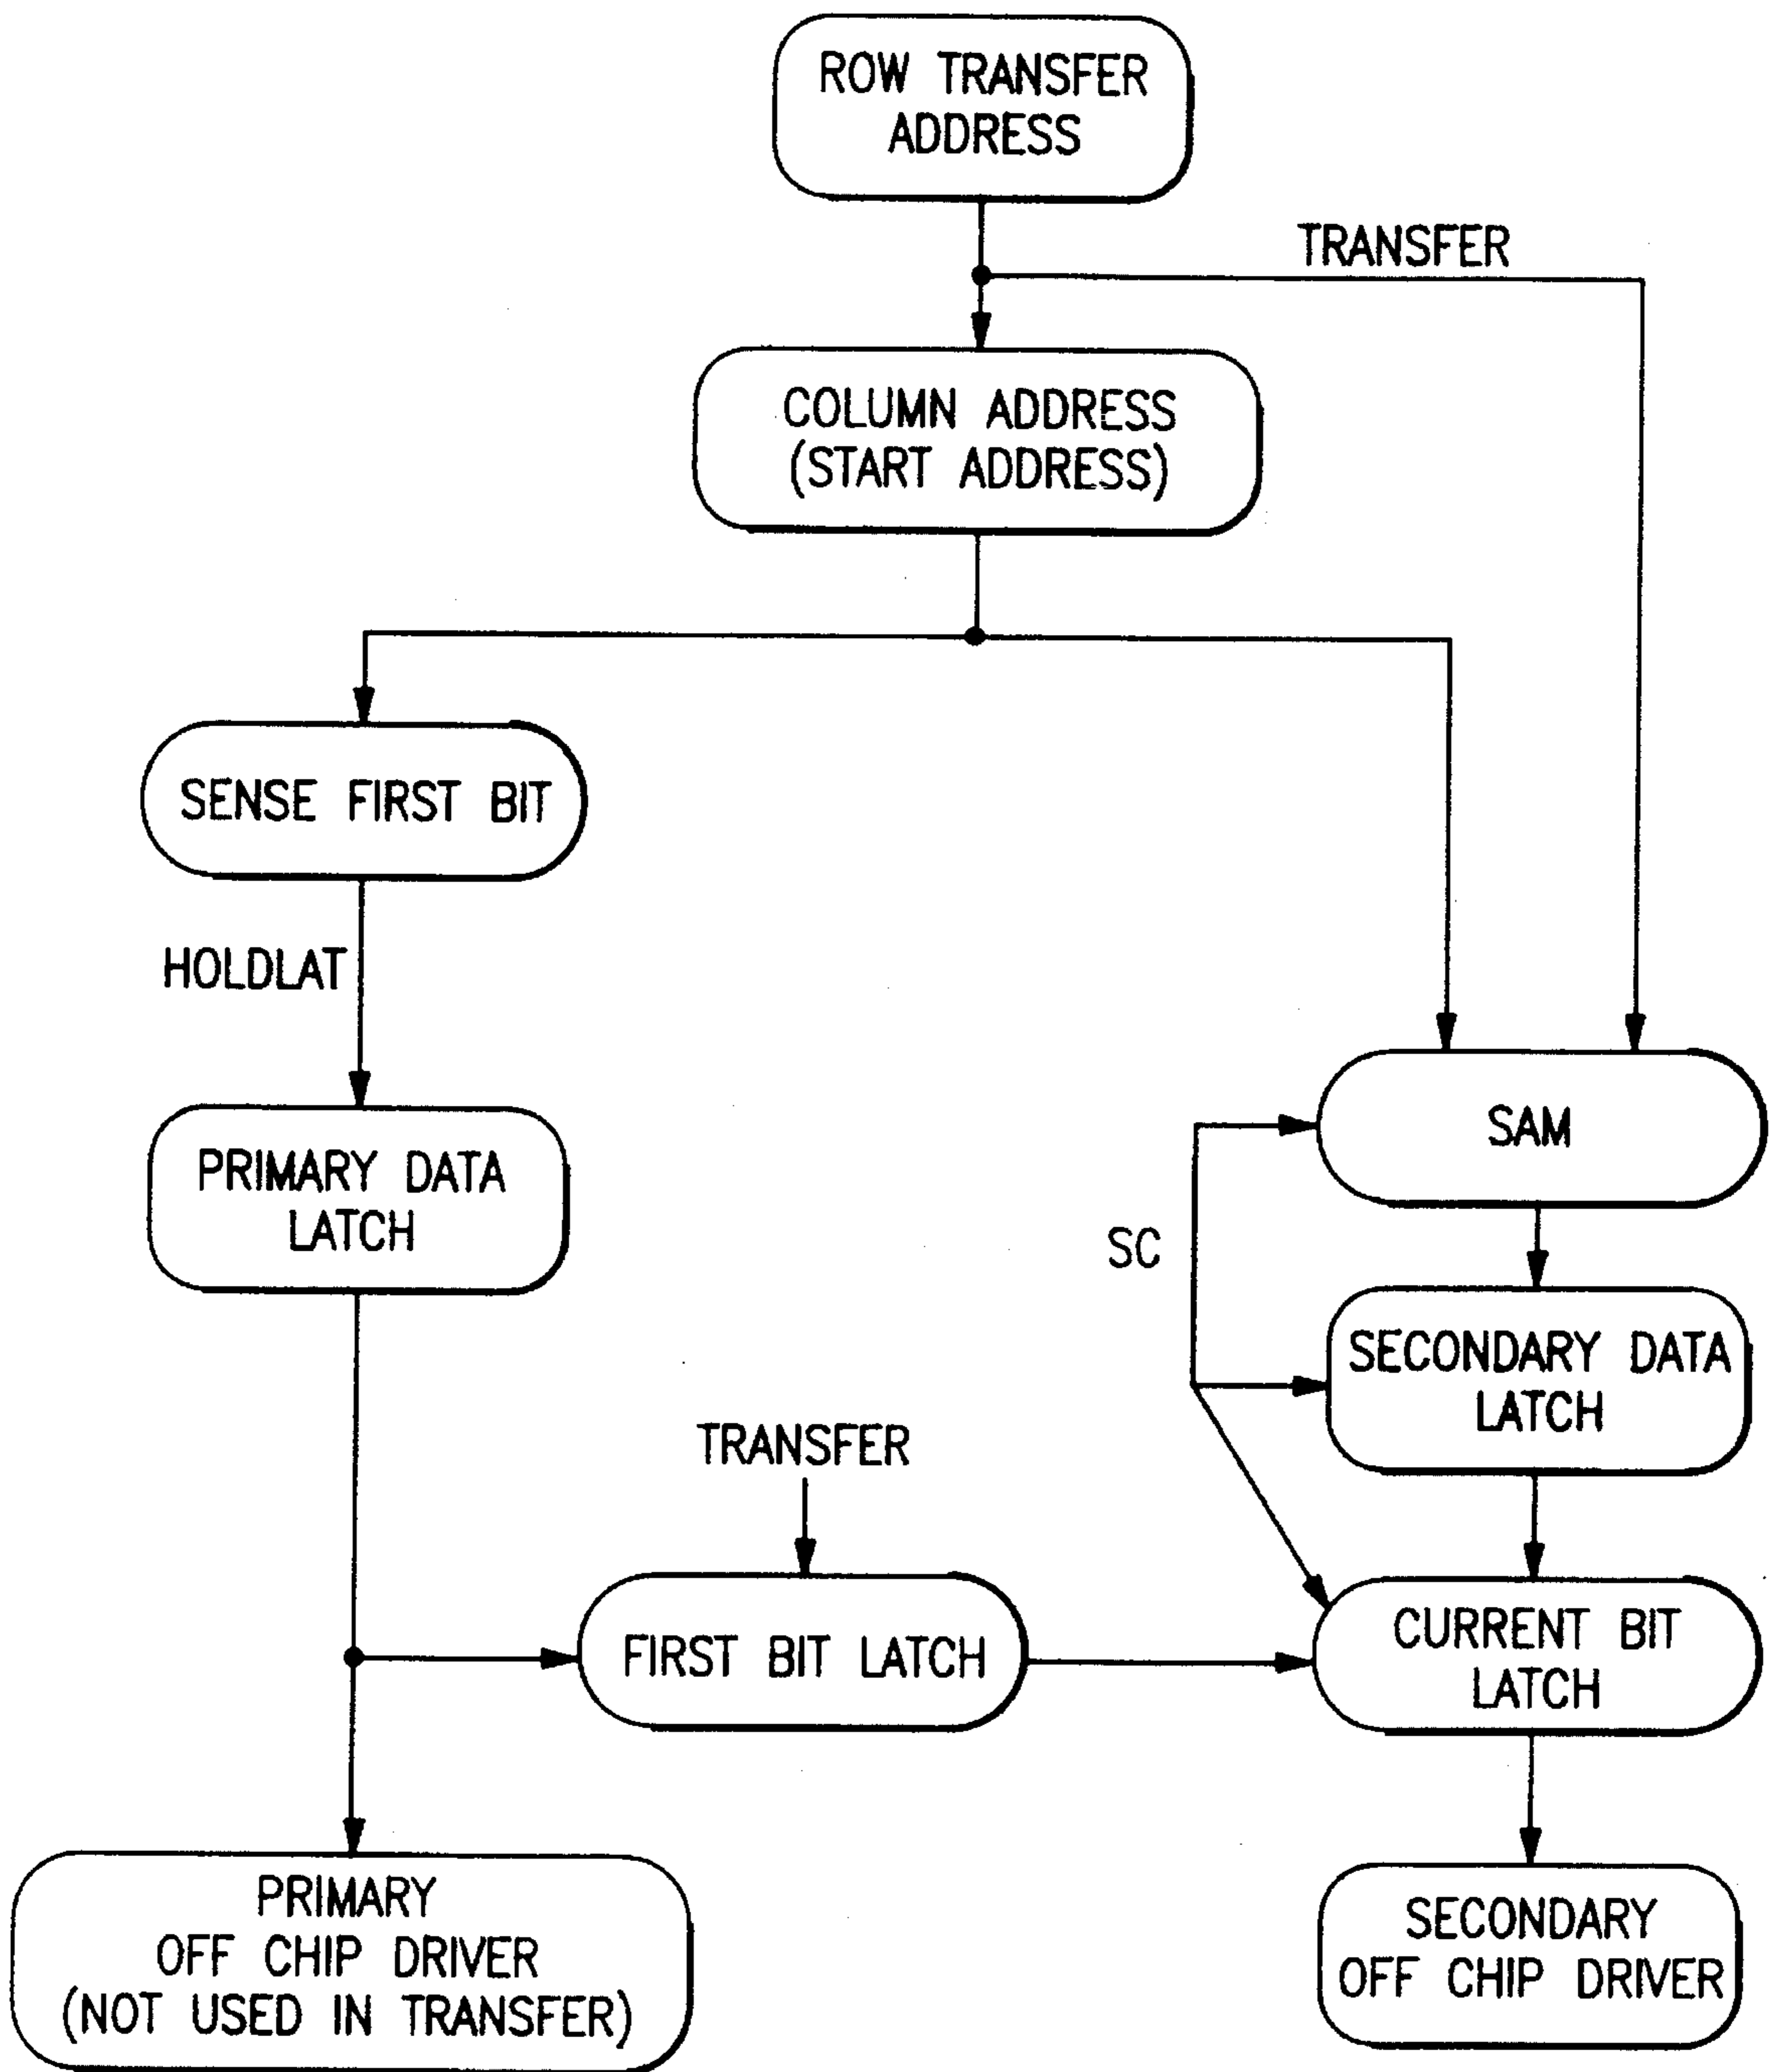 ROW TRANSFER
ADDRESS
TRANSFER
COLUMN ADDRESS
(START ADDRESS)
SENSE FIRST BIT
HOLDLAT
PRIMARY DATA
LATCH
SAM
SC
SECONDARY DATA
LATCH
TRANSFER
FIRST BIT LATCH
CURRENT BIT
LATCH
PRIMARY
OFF CHIP DRIVER
(NOT USED IN TRANSFER)
SECONDARY
OFF CHIP DRIVER